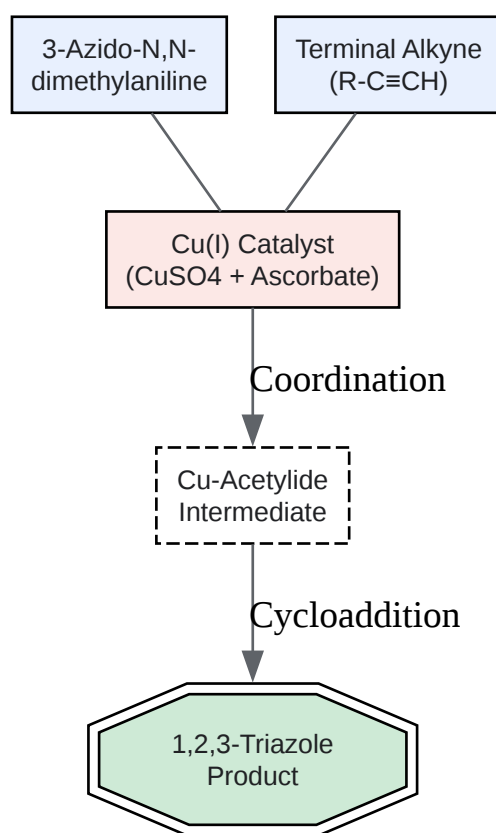 3-Azido-N,N-
dimethylaniline
Terminal Alkyne
(R-C≡CH)
Cu(I) Catalyst
(CuSO4 + Ascorbate)
Coordination
Cu-Acetylide
Intermediate
Cycloaddition
1,2,3-Triazole
Product